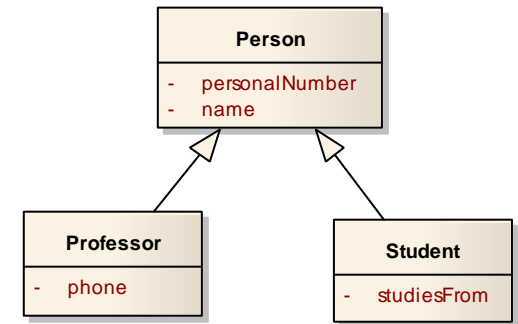 Person
- personalNumber
- name
Professor
- phone
Student
- studiesFrom